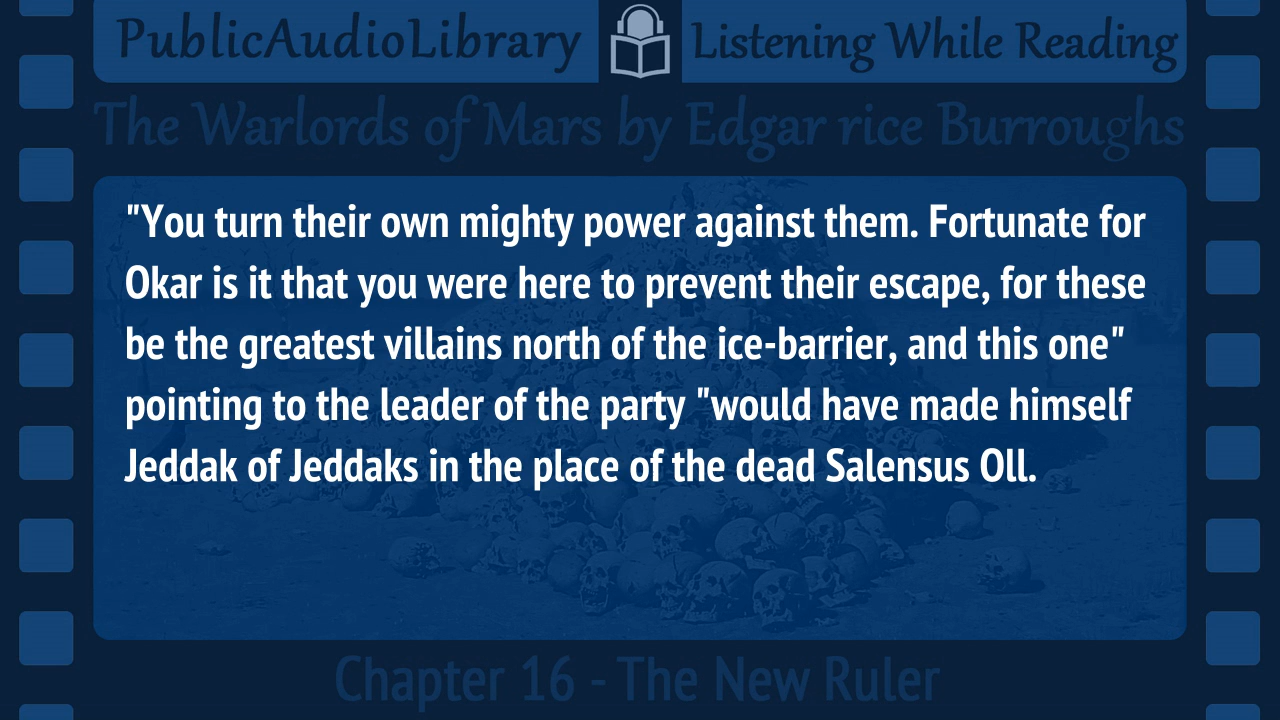 PublicAudioLibrary Listening While Reading
The Warlords of Mars by Edgar rice Burroughs
"You turn their own mighty power against them. Fortunate for
Okar is it that you were here to prevent their escape, for these
be the greatest villains north of the ice-barrier, and this one"
pointing to the leader of the party "would have made himself
Jeddak of Jeddaks in the place of the dead Salensus Oll.
Chapter 16 - The New Ruler